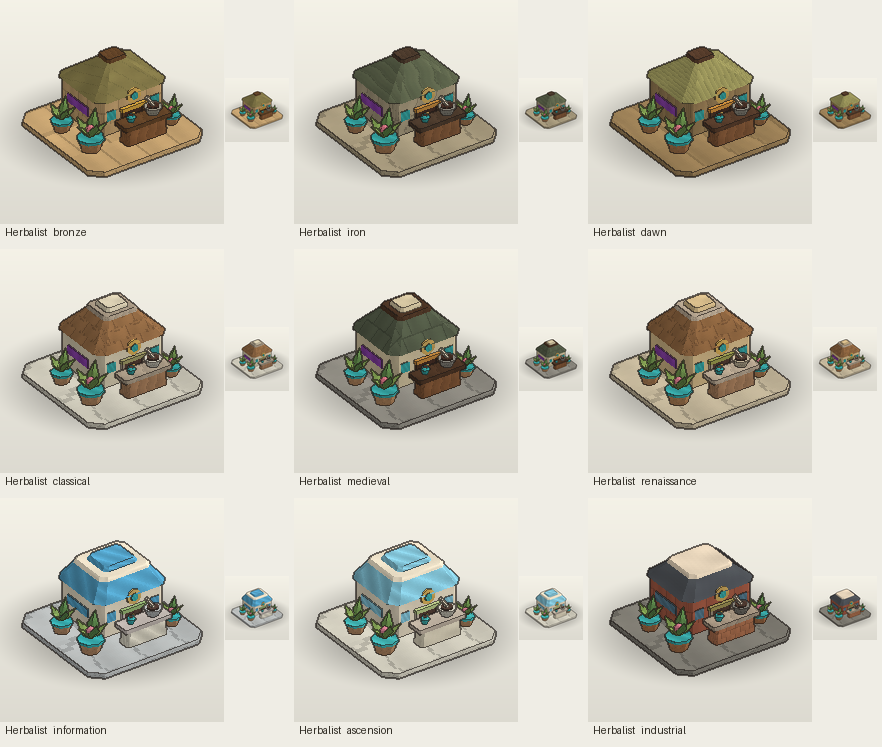 Herbalist bronze
Herbalist iron
Herbalist dawn
Herbalist classical
Herbalist medieval
Herbalist renaissance
Herbalist information
Herbalist ascension
Herbalist industrial